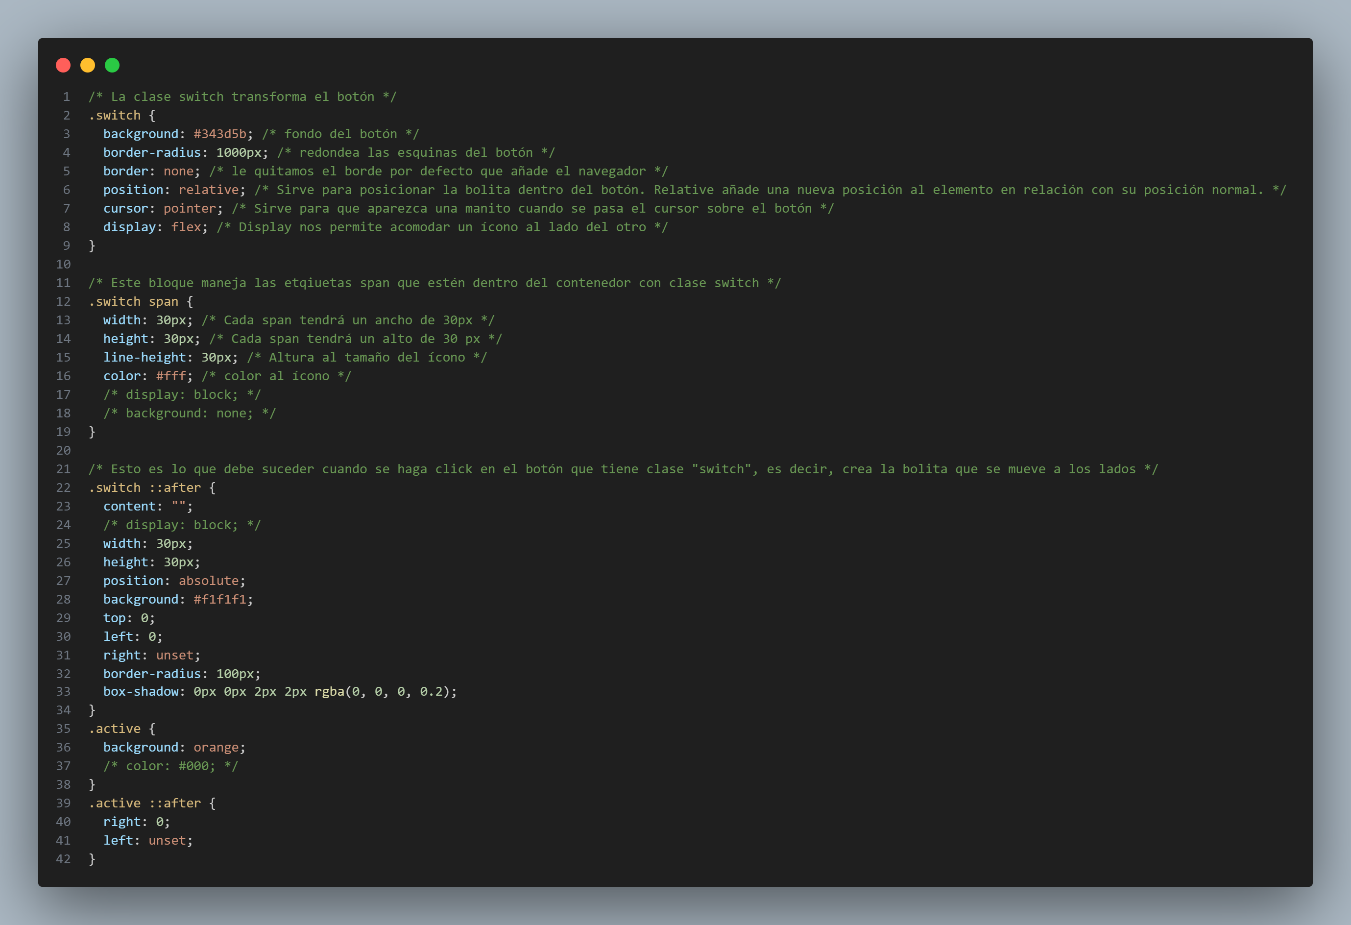 1 /* La clase switch transforma el botón */
2 .switch {
3   background: #343d5b; /* fondo del botón */
4   border-radius: 1000px; /* redondea las esquinas del botón */
5   border: none; /* le quitamos el borde por defecto que añade el navegador */
6   position: relative; /* Sirve para posicionar la bolita dentro del botón. Relative añade una nueva posición al elemento en relación con su posición normal. */
7   cursor: pointer; /* Sirve para que aparezca una manito cuando se pasa el cursor sobre el botón */
8   display: flex; /* Display nos permite acomodar un ícono al lado del otro */
9 }
10
11 /* Este bloque maneja las etqiuetas span que estén dentro del contenedor con clase switch */
12 .switch span {
13   width: 30px; /* Cada span tendrá un ancho de 30px */
14   height: 30px; /* Cada span tendrá un alto de 30 px */
15   line-height: 30px; /* Altura al tamaño del ícono */
16   color: #fff; /* color al ícono */
17   /* display: block; */
18   /* background: none; */
19 }
20
21 /* Esto es lo que debe suceder cuando se haga click en el botón que tiene clase "switch", es decir, crea la bolita que se mueve a los lados */
22 .switch ::after {
23   content: "";
24   /* display: block; */
25   width: 30px;
26   height: 30px;
27   position: absolute;
28   background: #f1f1f1;
29   top: 0;
30   left: 0;
31   right: unset;
32   border-radius: 100px;
33   box-shadow: 0px 0px 2px 2px rgba(0, 0, 0, 0.2);
34 }
35 .active {
36   background: orange;
37   /* color: #000; */
38 }
39 .active ::after {
40   right: 0;
41   left: unset;
42 }